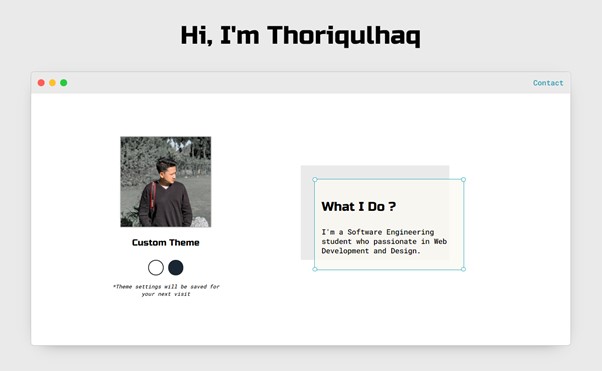 Hi, I'm Thoriqulhaq
Contact
Custom Theme
*Theme settings will be saved for
your next visit
What I Do ?
I'm a Software Engineering
student who passionate in Web
Development and Design.